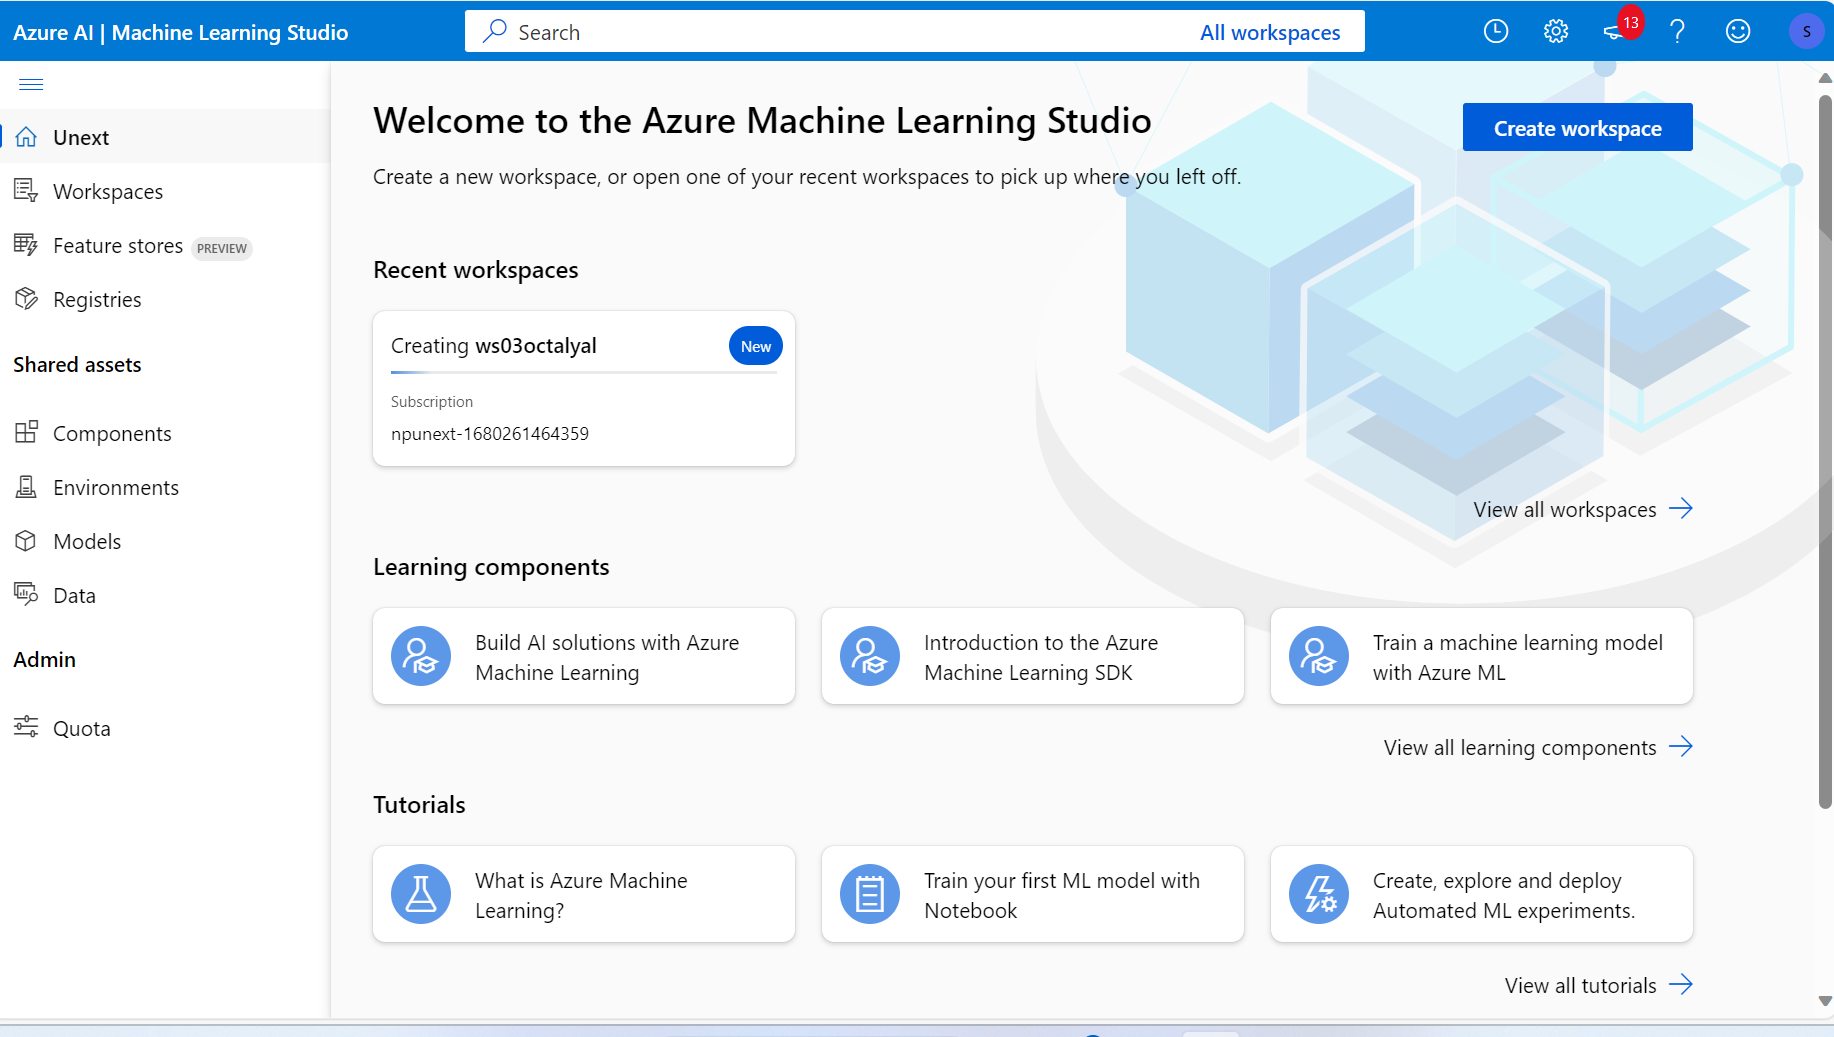 Azure AI | Machine Learning Studio
Search
All workspaces
13
S
Unext
Workspaces
Feature stores PREVIEW
Registries
Shared assets
Components
Environments
Models
Data
Admin
Quota
Welcome to the Azure Machine Learning Studio
Create workspace
Create a new workspace, or open one of your recent workspaces to pick up where you left off.
Recent workspaces
Creating ws03octalyal
New
Subscription
npunext-1680261464359
View all workspaces
Learning components
Build AI solutions with Azure
Machine Learning
Introduction to the Azure
Machine Learning SDK
Train a machine learning model
with Azure ML
View all learning components
Tutorials
What is Azure Machine
Learning?
Train your first ML model with
Notebook
Create, explore and deploy
Automated ML experiments.
View all tutorials